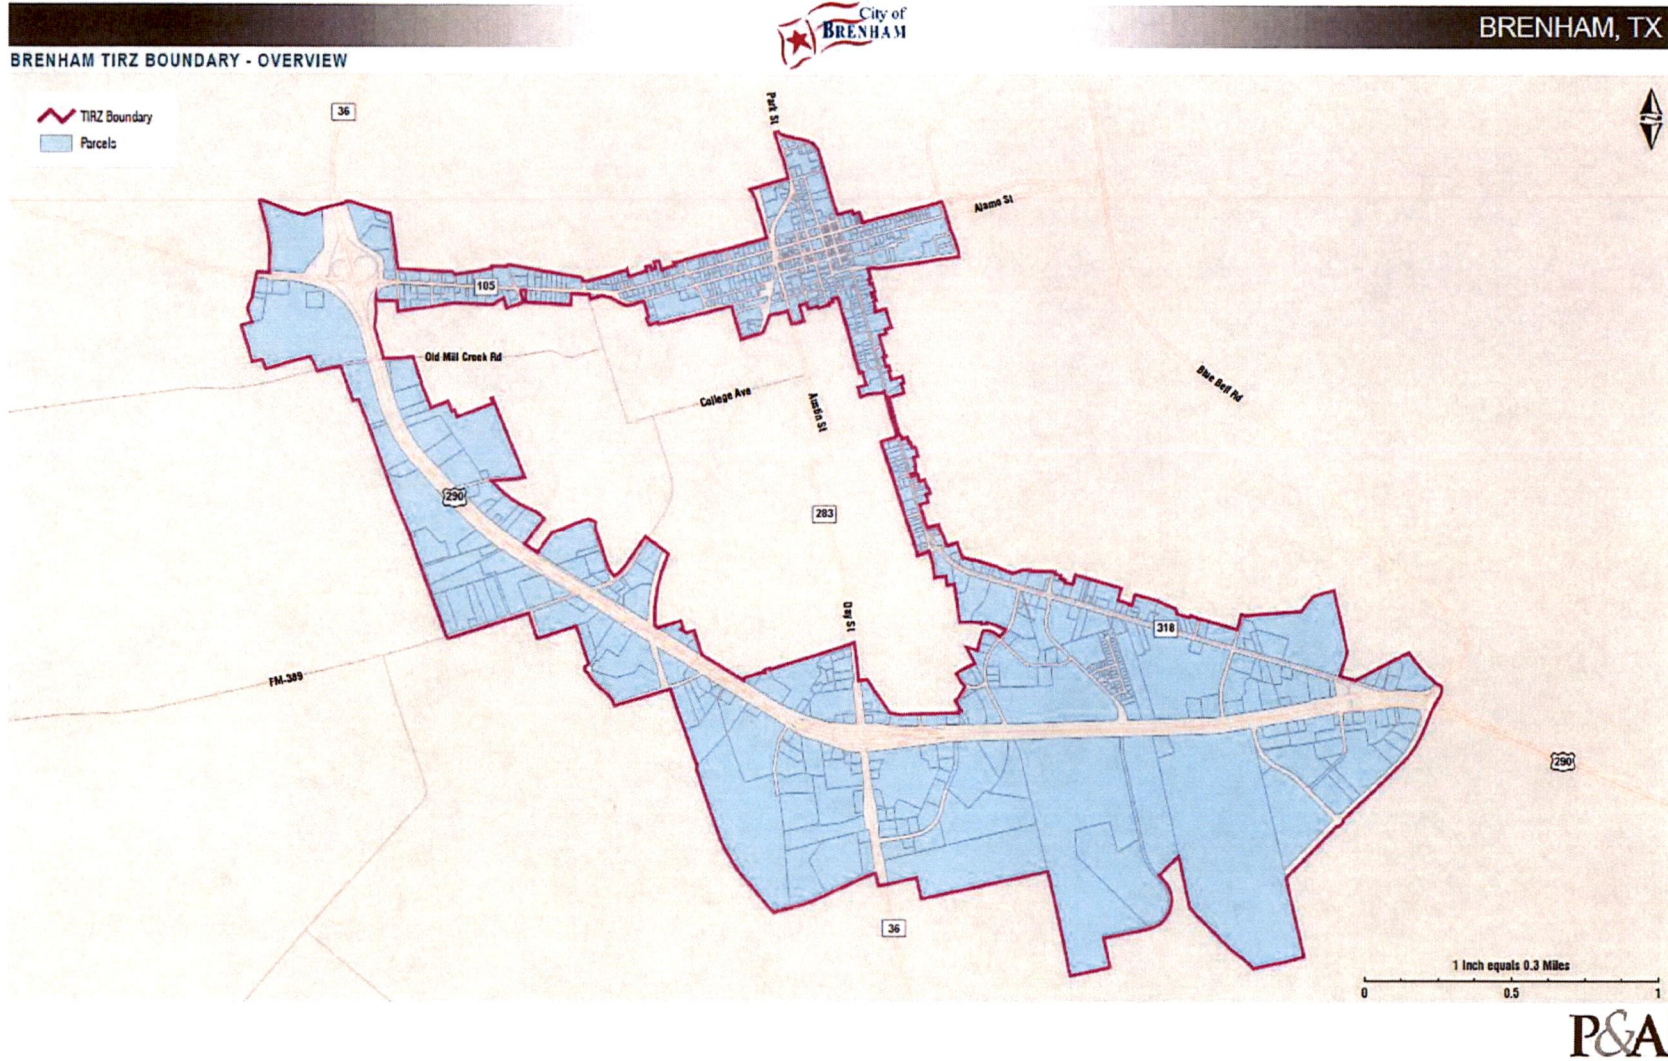 City of
BRENHAM
BRENHAM, TX
BRENHAM TIRZ BOUNDARY - OVERVIEW
TIRZ Boundary
Parcels
36
Park St
N
Alamo St
105
Old Mill Creek Rd
College Ave
Austin St
Blue Bell Rd
290
283
Day St
318
FM-389
290
36
1 Inch equals 0.3 Miles
0 0.5 1
P&A